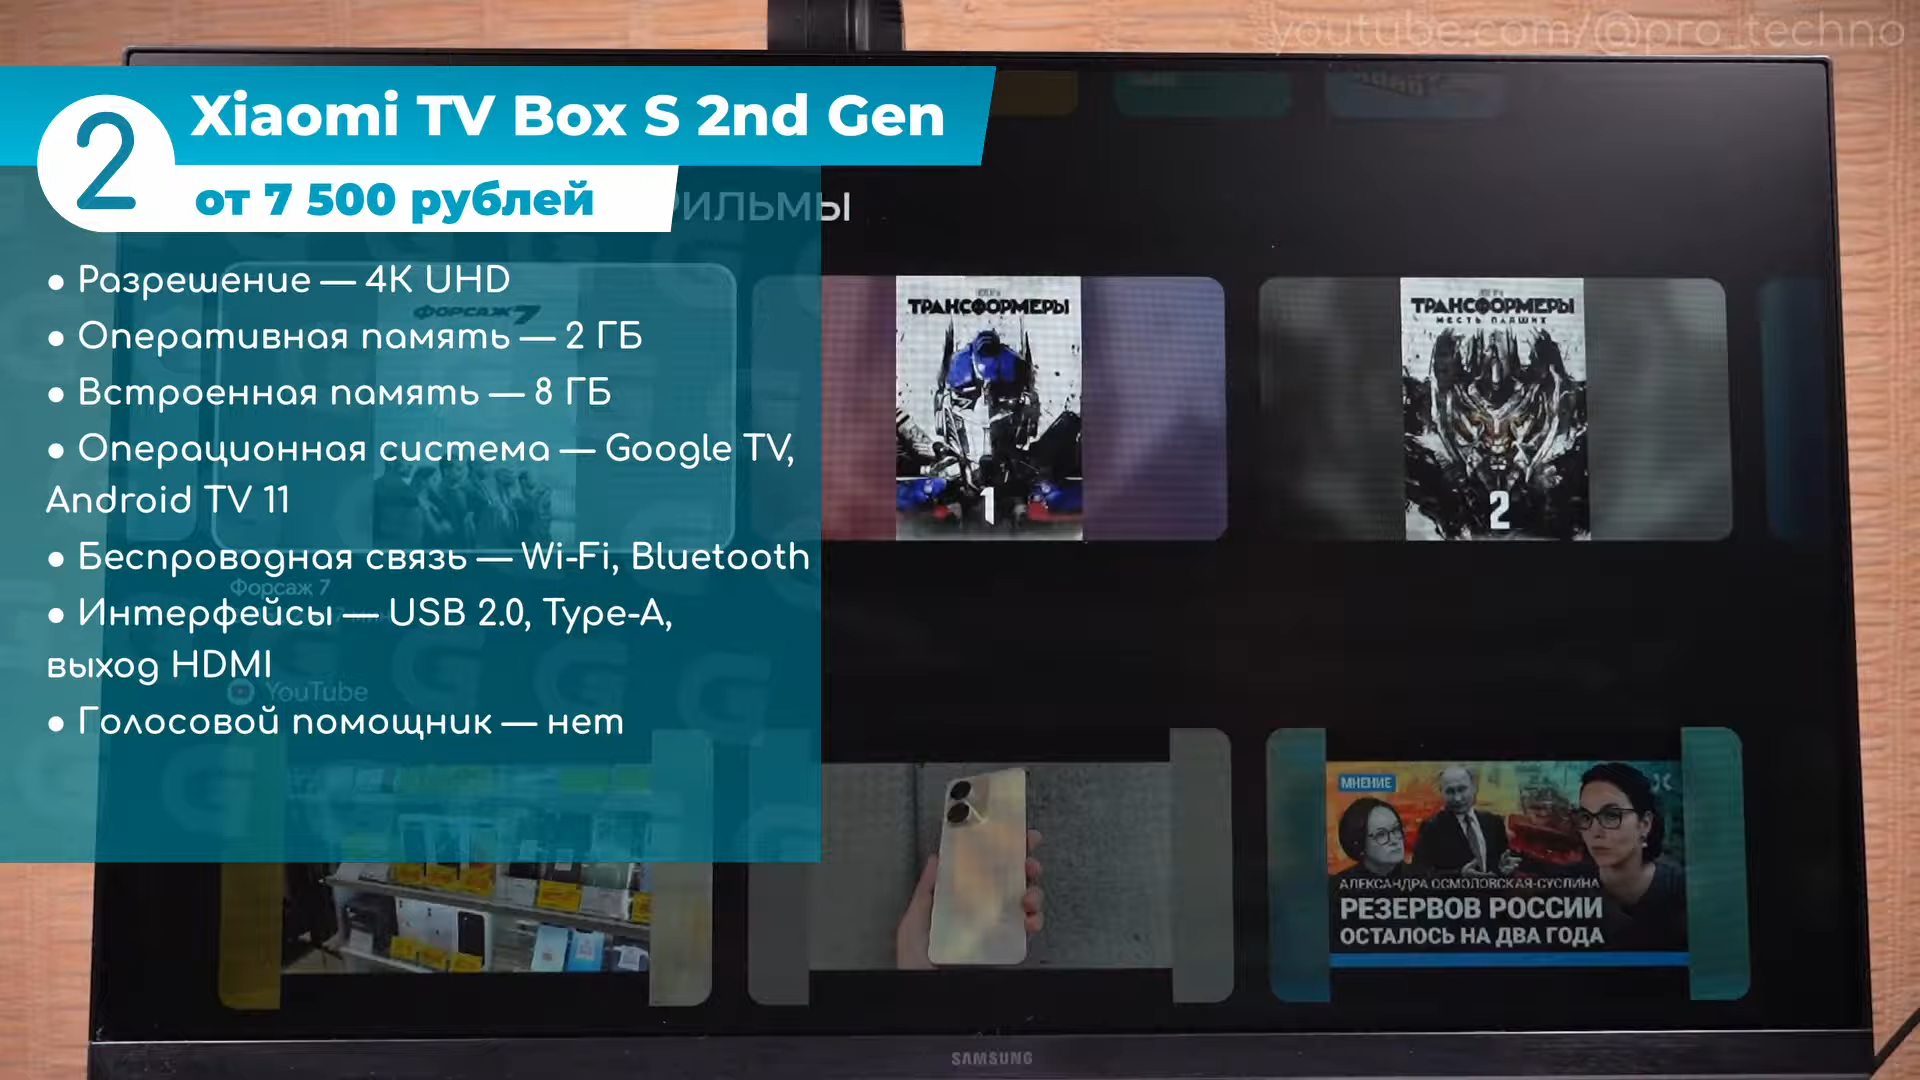 youtube.com/@pro_techno
2
Xiaomi TV Box S 2nd Gen
от 7 500 рублей
ФИЛЬМЫ
● Разрешение — 4K UHD
● Оперативная память — 2 ГБ
● Встроенная память — 8 ГБ
● Операционная система — Google TV,
Android TV 11
● Беспроводная связь — Wi-Fi, Bluetooth
● Интерфейсы — USB 2.0, Type-A,
выход HDMI
● Голосовой помощник — нет
ФОРСАЖ 7
Форсаж 7
ТРАНСФОРМЕРЫ
1
ТРАНСФОРМЕРЫ
МЕСТЬ ПАДШИХ
2
YouTube
МНЕНИЕ
АЛЕКСАНДРА ОСМОЛОВСКАЯ-СУСЛИНА
РЕЗЕРВОВ РОССИИ
ОСТАЛОСЬ НА ДВА ГОДА
SAMSUNG